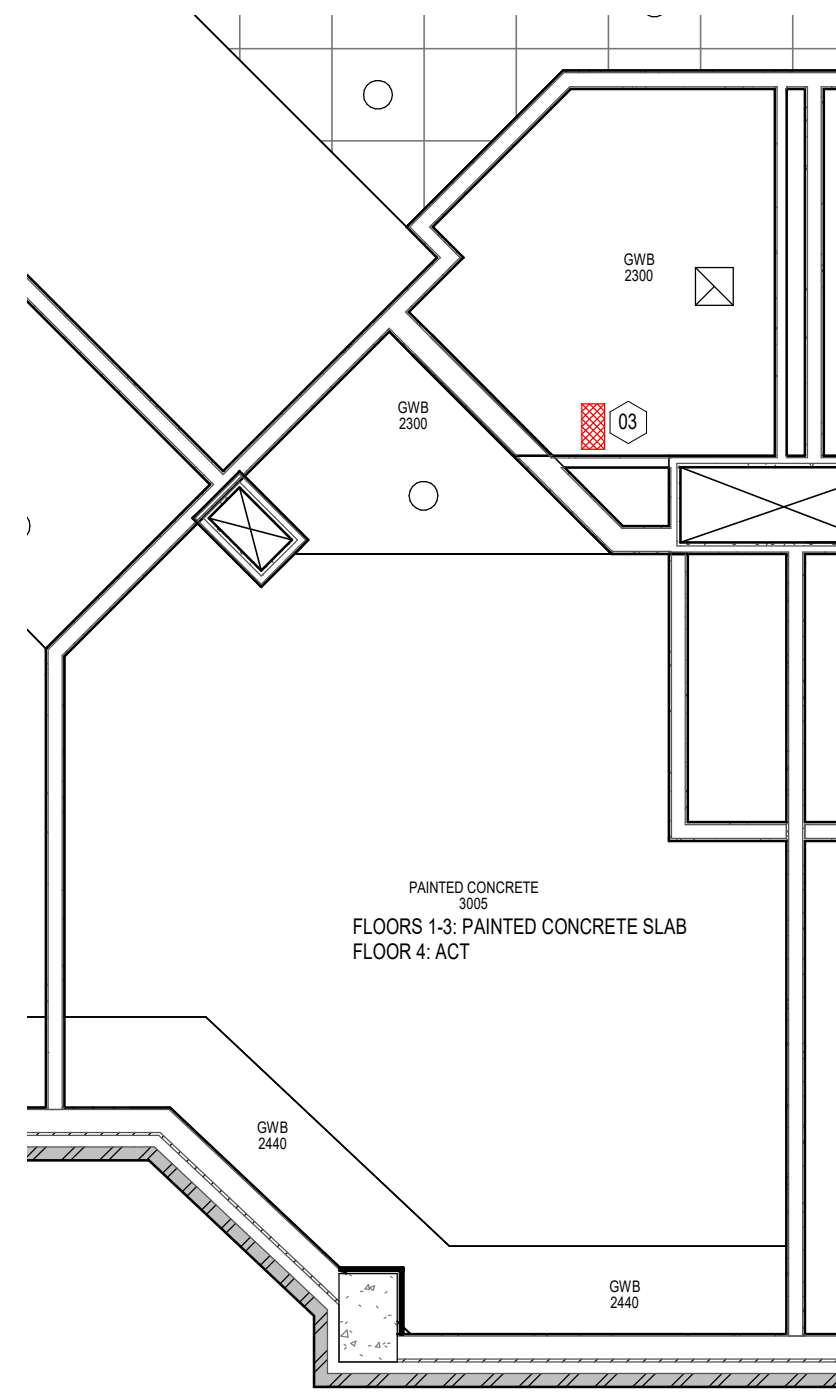 GWB
2300
GWB
2300
03
PAINTED CONCRETE
3005
FLOORS 1-3: PAINTED CONCRETE SLAB
FLOOR 4: ACT
GWB
2440
GWB
2440